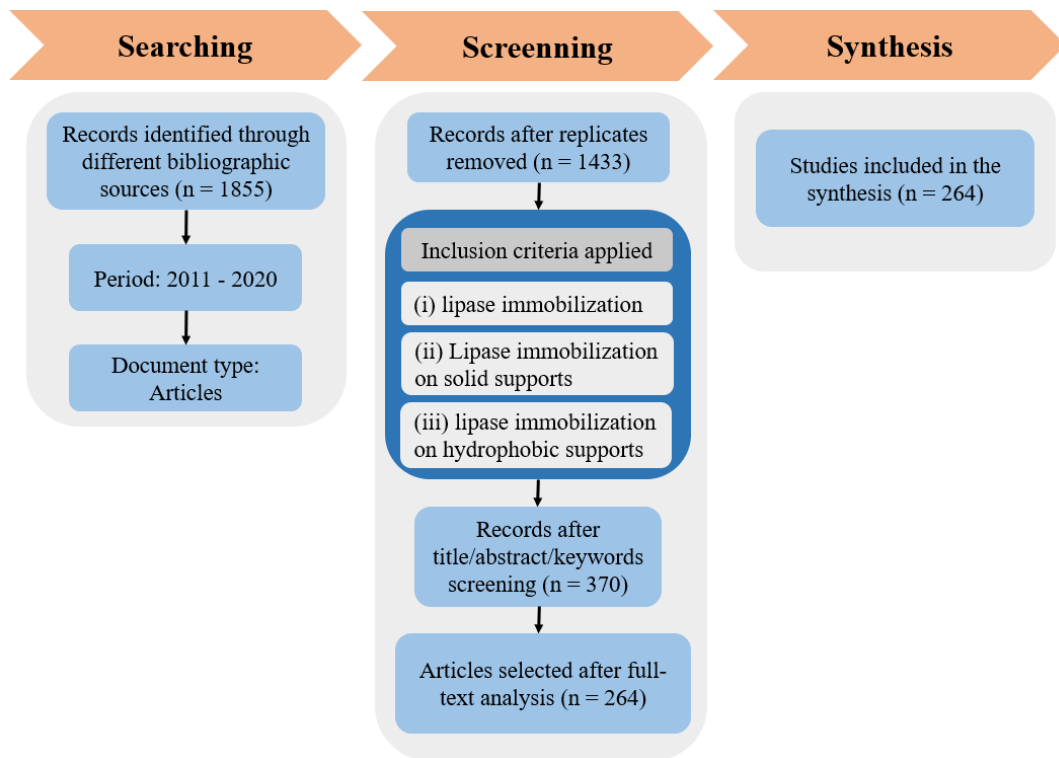 Searching
Screnning
Synthesis
Records identified through
different bibliographic
sources (n = 1855)
Period: 2011 - 2020
Document type:
Articles
Records after replicates
removed (n = 1433)
Inclusion criteria applied
(i) lipase immobilization
(ii) Lipase immobilization
on solid supports
(iii) lipase immobilization
on hydrophobic supports
Records after
title/abstract/keywords
screening (n = 370)
Articles selected after full-
text analysis (n = 264)
Studies included in the
synthesis (n = 264)